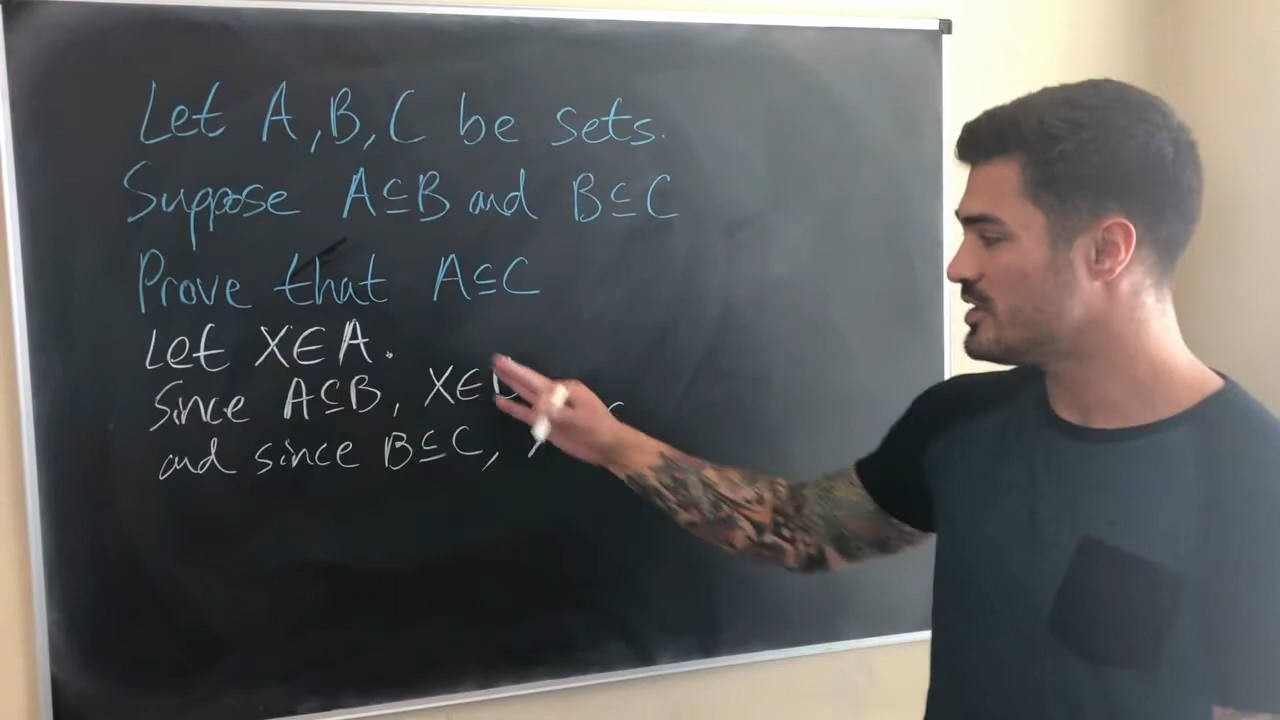 Let A, B, C be sets.
Suppose A⊆B and B⊆C
Prove that A⊆C
Let X∈A.
Since A⊆B, X∈
and since B⊆C,